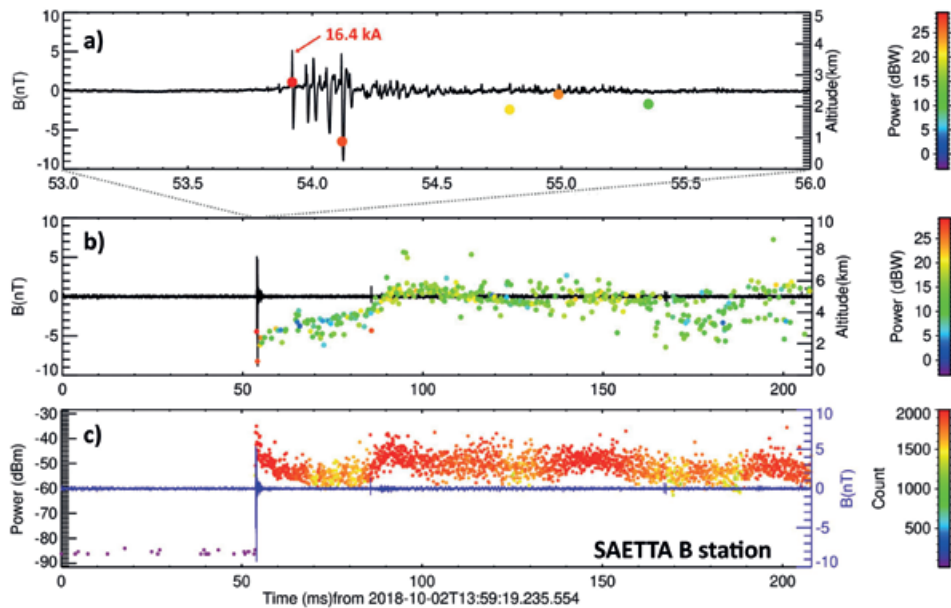 a)
16.4 kA
B(nT)
10
5
0
-5
-10
53.0 53.5 54.0 54.5 55.0 55.5 56.0
5
4
3
2
1
0
Altitude(km)
Power (dBW)
25
20
15
10
5
0
b)
B(nT)
10
5
0
-5
-10
0 50 100 150 200
10
8
6
4
2
0
Altitude(km)
Power (dBW)
25
20
15
10
5
0
c)
Power (dBm)
-30
-40
-50
-60
-70
-80
-90
0 50 100 150 200
10
5
0
-5
-10
B(nT)
Count
2000
1500
1000
500
SAETTA B station
Time (ms)from 2018-10-02T13:59:19.235.554